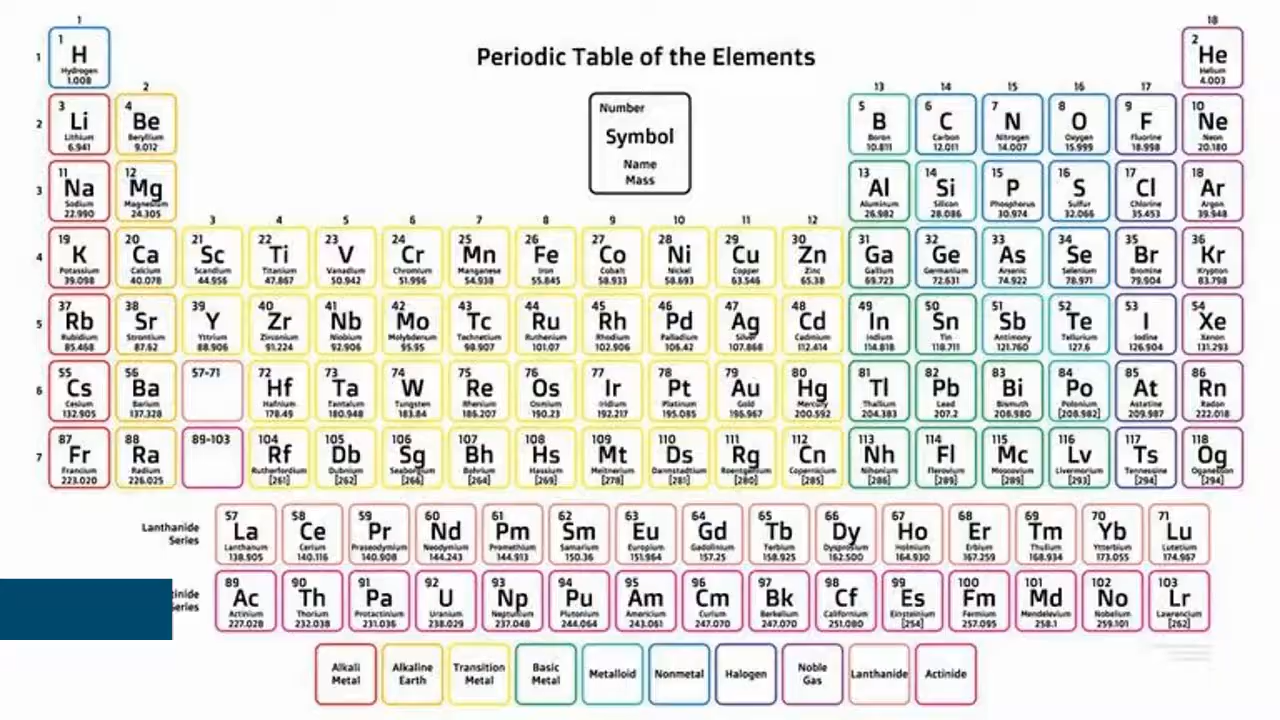 1 18
1 H Hydrogen 1.008
2 He Helium 4.003
1
Periodic Table of the Elements
2 13 14 15 16 17
Number
Symbol
Name
Mass
3 Li Lithium 6.941
4 Be Beryllium 9.012
5 B Boron 10.811
6 C Carbon 12.011
7 N Nitrogen 14.007
8 O Oxygen 15.999
9 F Fluorine 18.998
10 Ne Neon 20.180
2
11 Na Sodium 22.990
12 Mg Magnesium 24.305
13 Al Aluminum 26.982
14 Si Silicon 28.086
15 P Phosphorus 30.974
16 S Sulfur 32.066
17 Cl Chlorine 35.453
18 Ar Argon 39.948
3
3 4 5 6 7 8 9 10 11 12
19 K Potassium 39.098
20 Ca Calcium 40.078
21 Sc Scandium 44.956
22 Ti Titanium 47.867
23 V Vanadium 50.942
24 Cr Chromium 51.996
25 Mn Manganese 54.938
26 Fe Iron 55.845
27 Co Cobalt 58.933
28 Ni Nickel 58.693
29 Cu Copper 63.546
30 Zn Zinc 65.38
31 Ga Gallium 69.723
32 Ge Germanium 72.631
33 As Arsenic 74.922
34 Se Selenium 78.971
35 Br Bromine 79.904
36 Kr Krypton 83.798
4
37 Rb Rubidium 85.468
38 Sr Strontium 87.62
39 Y Yttrium 88.906
40 Zr Zirconium 91.224
41 Nb Niobium 92.906
42 Mo Molybdenum 95.95
43 Tc Technetium 98.907
44 Ru Ruthenium 101.07
45 Rh Rhodium 102.906
46 Pd Palladium 106.42
47 Ag Silver 107.868
48 Cd Cadmium 112.414
49 In Indium 114.818
50 Sn Tin 118.711
51 Sb Antimony 121.760
52 Te Tellurium 127.6
53 I Iodine 126.904
54 Xe Xenon 131.293
5
55 Cs Cesium 132.905
56 Ba Barium 137.328
57-71
72 Hf Hafnium 178.49
73 Ta Tantalum 180.948
74 W Tungsten 183.84
75 Re Rhenium 186.207
76 Os Osmium 190.23
77 Ir Iridium 192.217
78 Pt Platinum 195.085
79 Au Gold 196.967
80 Hg Mercury 200.592
81 Tl Thallium 204.383
82 Pb Lead 207.2
83 Bi Bismuth 208.980
84 Po Polonium [208.982]
85 At Astatine 209.987
86 Rn Radon 222.018
6
87 Fr Francium 223.020
88 Ra Radium 226.025
89-103
104 Rf Rutherfordium [261]
105 Db Dubnium [262]
106 Sg Seaborgium [266]
107 Bh Bohrium [264]
108 Hs Hassium [269]
109 Mt Meitnerium [278]
110 Ds Darmstadtium [281]
111 Rg Roentgenium [280]
112 Cn Copernicium [285]
113 Nh Nihonium [286]
114 Fl Flerovium [289]
115 Mc Moscovium [289]
116 Lv Livermorium [293]
117 Ts Tennessine [294]
118 Og Oganesson [294]
7
Lanthanide
Series
57 La Lanthanum 138.905
58 Ce Cerium 140.116
59 Pr Praseodymium 140.908
60 Nd Neodymium 144.243
61 Pm Promethium 144.913
62 Sm Samarium 150.36
63 Eu Europium 151.964
64 Gd Gadolinium 157.25
65 Tb Terbium 158.925
66 Dy Dysprosium 162.500
67 Ho Holmium 164.930
68 Er Erbium 167.259
69 Tm Thulium 168.934
70 Yb Ytterbium 173.055
71 Lu Lutetium 174.967
tinide
Series
89 Ac Actinium 227.028
90 Th Thorium 232.038
91 Pa Protactinium 231.036
92 U Uranium 238.029
93 Np Neptunium 237.048
94 Pu Plutonium 244.064
95 Am Americium 243.061
96 Cm Curium 247.070
97 Bk Berkelium 247.070
98 Cf Californium 251.080
99 Es Einsteinium [254]
100 Fm Fermium 257.095
101 Md Mendelevium 258.1
102 No Nobelium 259.101
103 Lr Lawrencium [262]
Alkali Metal
Alkaline Earth
Transition Metal
Basic Metal
Metalloid
Nonmetal
Halogen
Noble Gas
Lanthanide
Actinide